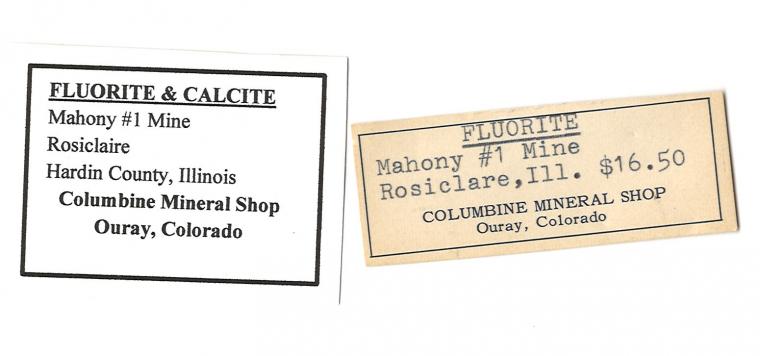 FLUORITE & CALCITE
Mahony #1 Mine
Rosiclaire
Hardin County, Illinois
Columbine Mineral Shop
Ouray, Colorado
FLUORITE
Mahony #1 Mine
Rosiclare,Ill. $16.50
COLUMBINE MINERAL SHOP
Ouray, Colorado